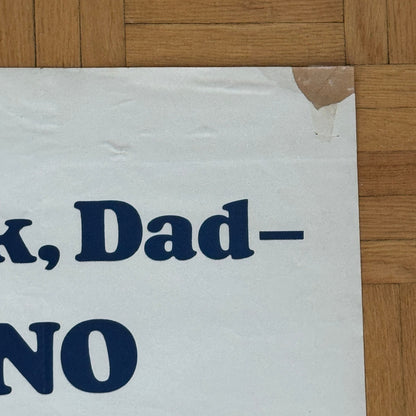 k, Dad–
NO